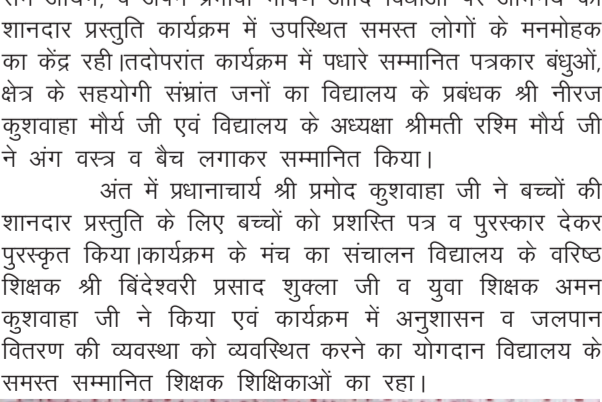 शानदार प्रस्तुति कार्यक्रम में उपस्थित समस्त लोगों के मनमोहक
का केंद्र रही।तदोपरांत कार्यक्रम में पधारे सम्मानित पत्रकार बंधुओं,
क्षेत्र के सहयोगी संभ्रांत जनों का विद्यालय के प्रबंधक श्री नीरज
कुशवाहा मौर्य जी एवं विद्यालय के अध्यक्षा श्रीमती रश्मि मौर्य जी
ने अंग वस्त्र व बैच लगाकर सम्मानित किया।
अंत में प्रधानाचार्य श्री प्रमोद कुशवाहा जी ने बच्चों की
शानदार प्रस्तुति के लिए बच्चों को प्रशस्ति पत्र व पुरस्कार देकर
पुरस्कृत किया।कार्यक्रम के मंच का संचालन विद्यालय के वरिष्ठ
शिक्षक श्री बिंदेश्वरी प्रसाद शुक्ला जी व युवा शिक्षक अमन
कुशवाहा जी ने किया एवं कार्यक्रम में अनुशासन व जलपान
वितरण की व्यवस्था को व्यवस्थित करने का योगदान विद्यालय के
समस्त सम्मानित शिक्षक शिक्षिकाओं का रहा।